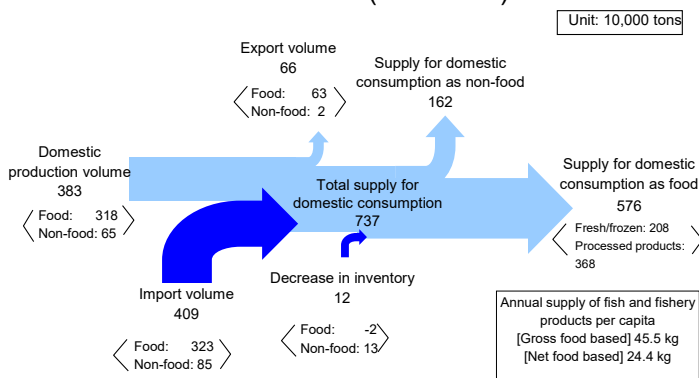 Unit: 10,000 tons
Export volume
66
Food: 63
Non-food: 2
Supply for domestic
consumption as non-food
162
Domestic
production volume
383
Food: 318
Non-food: 65
Total supply for
domestic consumption
737
Supply for domestic
consumption as food
576
Fresh/frozen: 208
Processed products:
368
Import volume
409
Food: 323
Non-food: 85
Decrease in inventory
12
Food: -2
Non-food: 13
Annual supply of fish and fishery
products per capita
[Gross food based] 45.5 kg
[Net food based] 24.4 kg